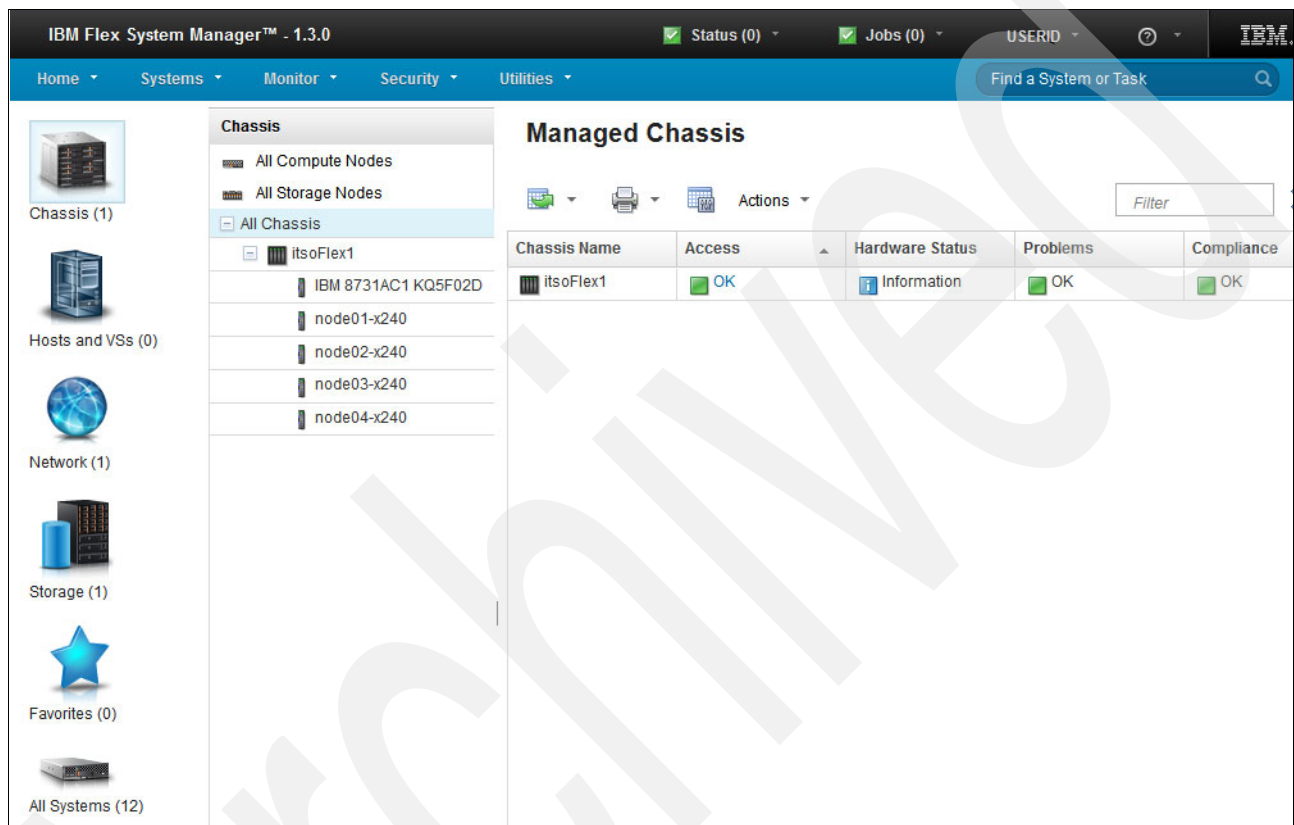 IBM Flex System Manager™ - 1.3.0
Status (0)
Jobs (0)
USERID
IBM.
Home
Systems
Monitor
Security
Utilities
Find a System or Task
Chassis (1)
Hosts and VSs (0)
Network (1)
Storage (1)
Favorites (0)
All Systems (12)
Chassis
All Compute Nodes
All Storage Nodes
All Chassis
itsoFlex1
IBM 8731AC1 KQ5F02D
node01-x240
node02-x240
node03-x240
node04-x240
Managed Chassis
Actions
Filter
Chassis Name Access Hardware Status Problems Compliance
itsoFlex1 OK Information OK OK